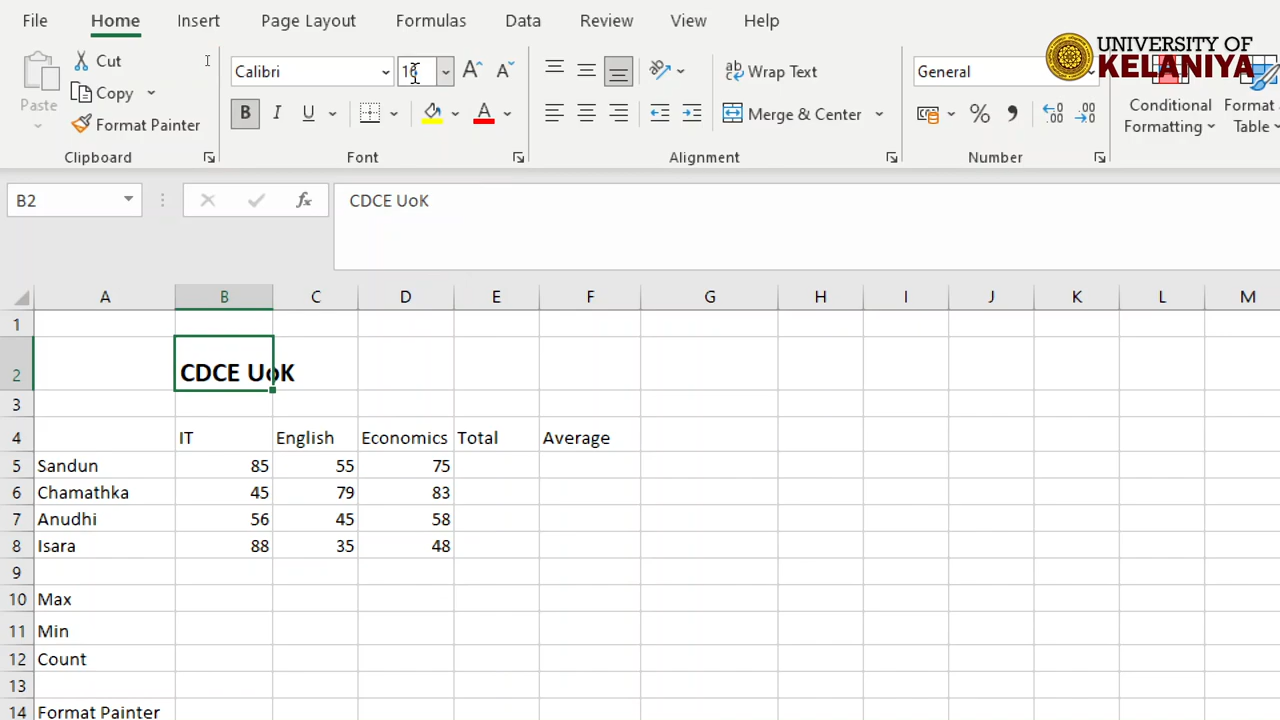 File Home Insert Page Layout Formulas Data Review View Help
UNIVERSITY OF
KELANIYA
Paste
Cut
Copy
Format Painter
Clipboard
Calibri
A A
B I U A
Font
ab Wrap Text
Merge & Center
Alignment
General
%
Number
Conditional
Formatting
Format
Table
B2
fx
CDCE UoK
A B C D E F G H I J K L M
1
2 CDCE UoK
3
4 IT English Economics Total Average
5 Sandun 85 55 75
6 Chamathka 45 79 83
7 Anudhi 56 45 58
8 Isara 88 35 48
9
10 Max
11 Min
12 Count
13
14 Format Painter